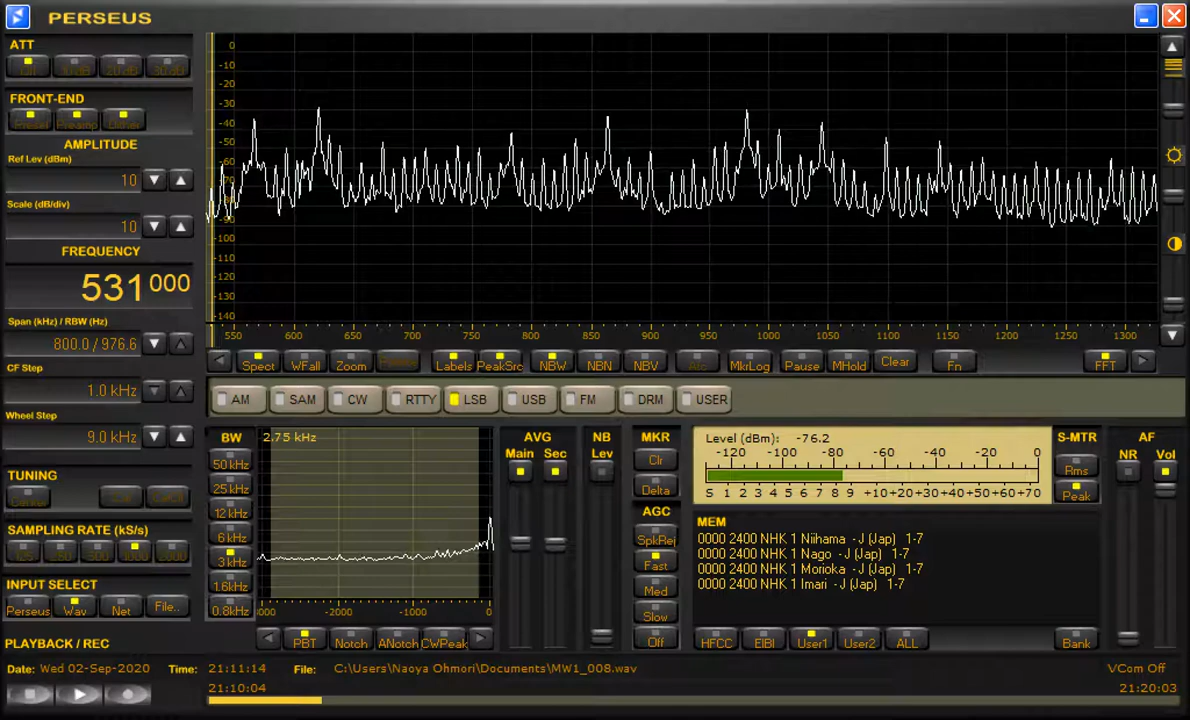 PERSEUS
ATT
0
-10
-20
-30
-40
-50
-60
-70
-80
-90
-100
-110
-120
-130
-140
FRONT-END
Presel Preamp Dither
AMPLITUDE
Ref Lev (dBm)
10
Scale (dB/div)
10
FREQUENCY
531 000
Span (kHz) / RBW (Hz)
800.0 / 976.6
CF Step
1.0 kHz
Wheel Step
9.0 kHz
550 600 650 700 750 800 850 900 950 1000 1050 1100 1150 1200 1250 1300
Spect WFall Zoom Labels PeakSrc NBW NBN NBV MkrLog Pause MHold Clear Fn FFT
AM SAM CW RTTY LSB USB FM DRM USER
TUNING
SAMPLING RATE (kS/s)
INPUT SELECT
Perseus Wav Net File..
BW
50 kHz
25 kHz
12 kHz
6 kHz
3 kHz
1.6kHz
0.8kHz
2.75 kHz
-2000 -1000 0
PBT Notch ANotch CWPeak
AVG
Main Sec
NB
Lev
MKR
Clr
Delta
AGC
SpkRej
Fast
Med
Slow
Off
Level (dBm): -76.2
-120 -100 -80 -60 -40 -20 0
S 1 2 3 4 5 6 7 8 9 +10+20+30+40+50+60+70
S-MTR
Rms
Peak
AF
NR Vol
MEM
0000 2400 NHK 1 Niihama - J (Jap) 1-7
0000 2400 NHK 1 Nago - J (Jap) 1-7
0000 2400 NHK 1 Morioka - J (Jap) 1-7
0000 2400 NHK 1 Imari - J (Jap) 1-7
HFCC EIBI User1 User2 ALL Bank
PLAYBACK / REC
Date: Wed 02-Sep-2020 Time: 21:11:14 File: C:\Users\Naoya Ohmori\Documents\MW1_008.wav VCom Off
21:10:04 21:20:03